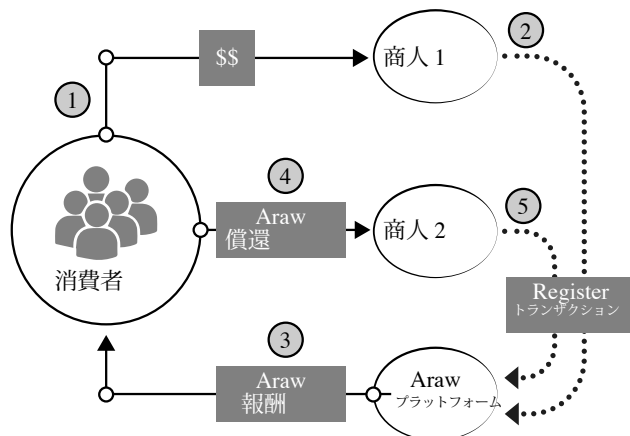 2
$$
商人 1
1
4
Araw
償還
商人 2
5
消費者
Register
トランザクション
3
Araw
報酬
Araw
プラットフォーム